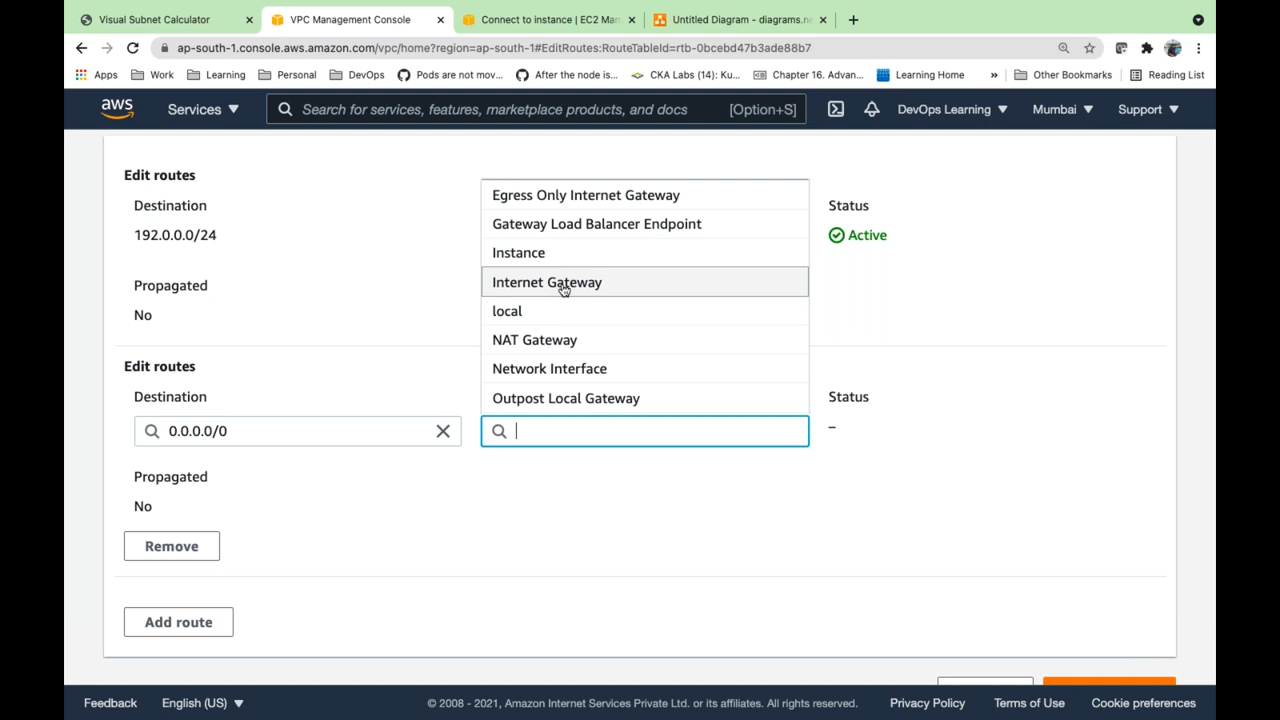 Visual Subnet Calculator
VPC Management Console
Connect to instance | EC2 Man
Untitled Diagram - diagrams.ne
ap-south-1.console.aws.amazon.com/vpc/home?region=ap-south-1#EditRoutes:RouteTableId=rtb-0bcebd47b3ade88b7
Apps Work Learning Personal DevOps Pods are not mov... After the node is... CKA Labs (14): Ku... Chapter 16. Advan... Learning Home » Other Bookmarks Reading List
aws Services Search for services, features, marketplace products, and docs [Option+S] DevOps Learning Mumbai Support
Edit routes
Destination
192.0.0.0/24
Propagated
No
Egress Only Internet Gateway
Gateway Load Balancer Endpoint
Instance
Internet Gateway
local
NAT Gateway
Network Interface
Outpost Local Gateway
Status
Active
Edit routes
Destination
0.0.0.0/0
Status
–
Propagated
No
Remove
Add route
Feedback English (US) © 2008 - 2021, Amazon Internet Services Private Ltd. or its affiliates. All rights reserved. Privacy Policy Terms of Use Cookie preferences